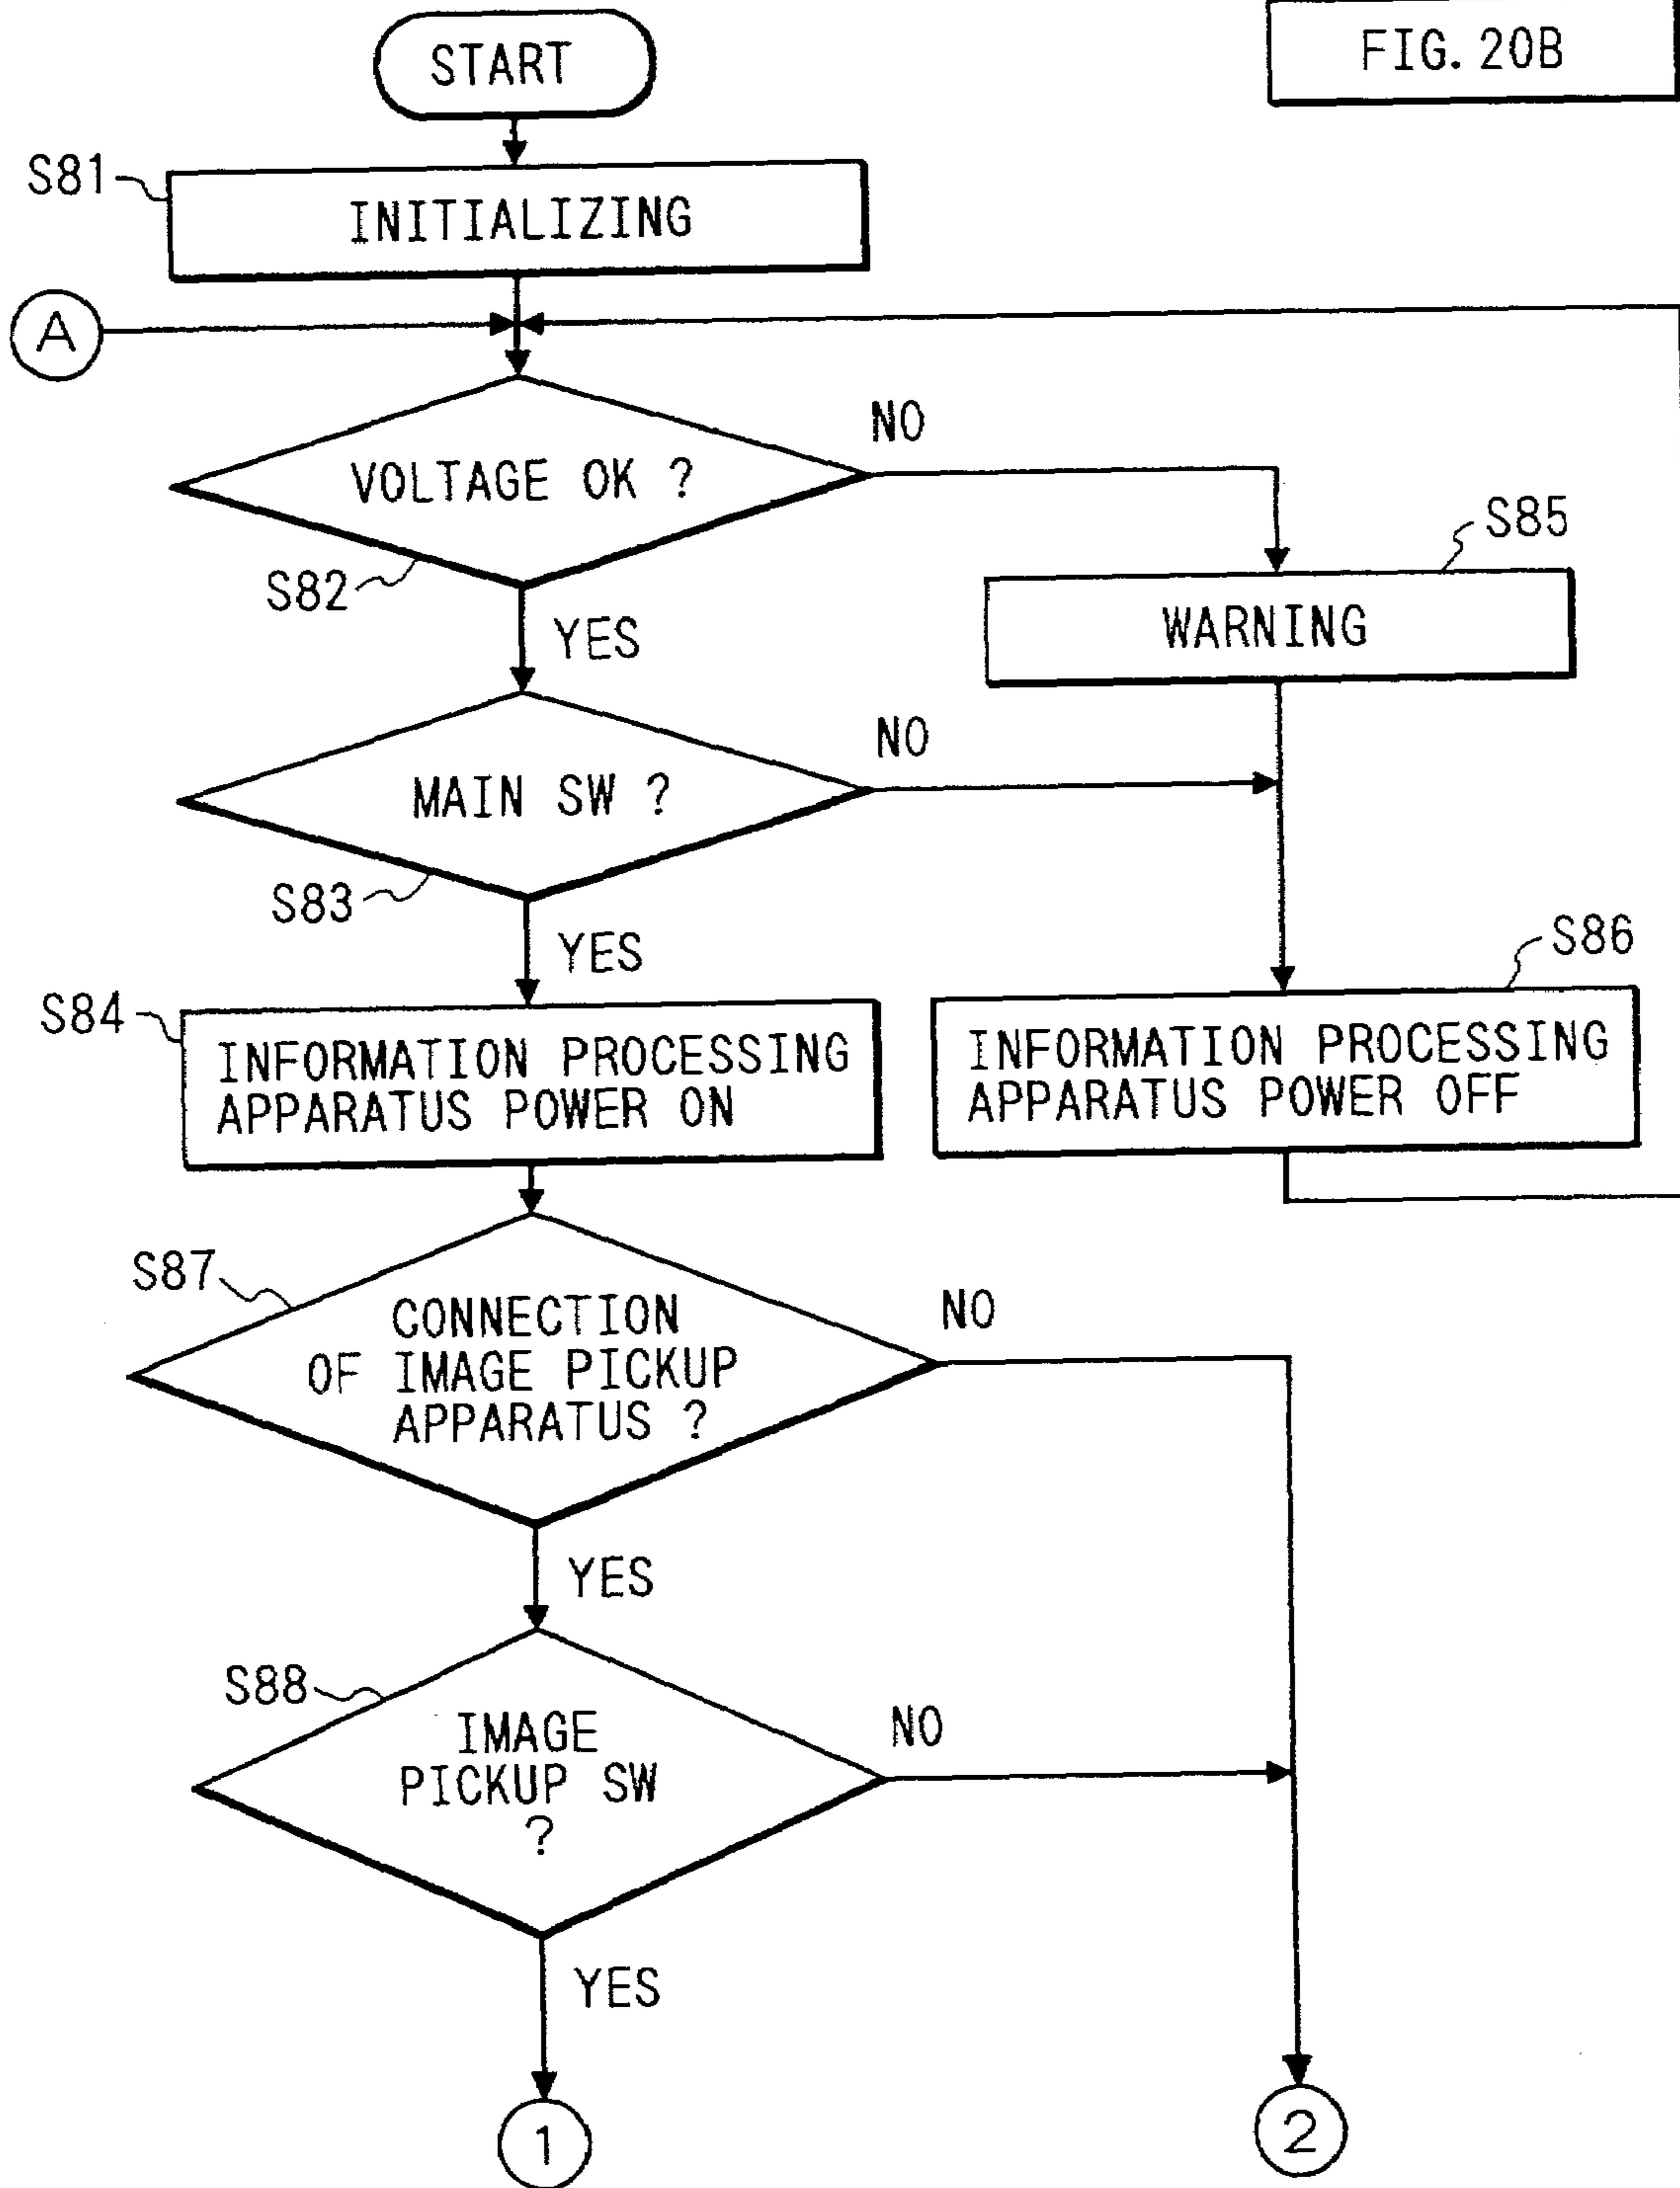 FIG. 20B
START
S81
INITIALIZING
A
VOLTAGE OK ?
NO
S82
YES
S85
WARNING
MAIN SW ?
NO
S83
YES
S84
INFORMATION PROCESSING
APPARATUS POWER ON
S86
INFORMATION PROCESSING
APPARATUS POWER OFF
S87
CONNECTION
OF IMAGE PICKUP
APPARATUS ?
NO
YES
S88
IMAGE
PICKUP SW
?
NO
YES
1
2